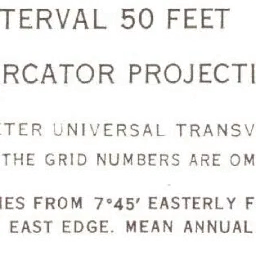 TERVAL 50 FEET
RCATOR PROJECTI
ETER UNIVERSAL TRANSV
THE GRID NUMBERS ARE OM
IES FROM 7°45′ EASTERLY F
EAST EDGE. MEAN ANNUAL